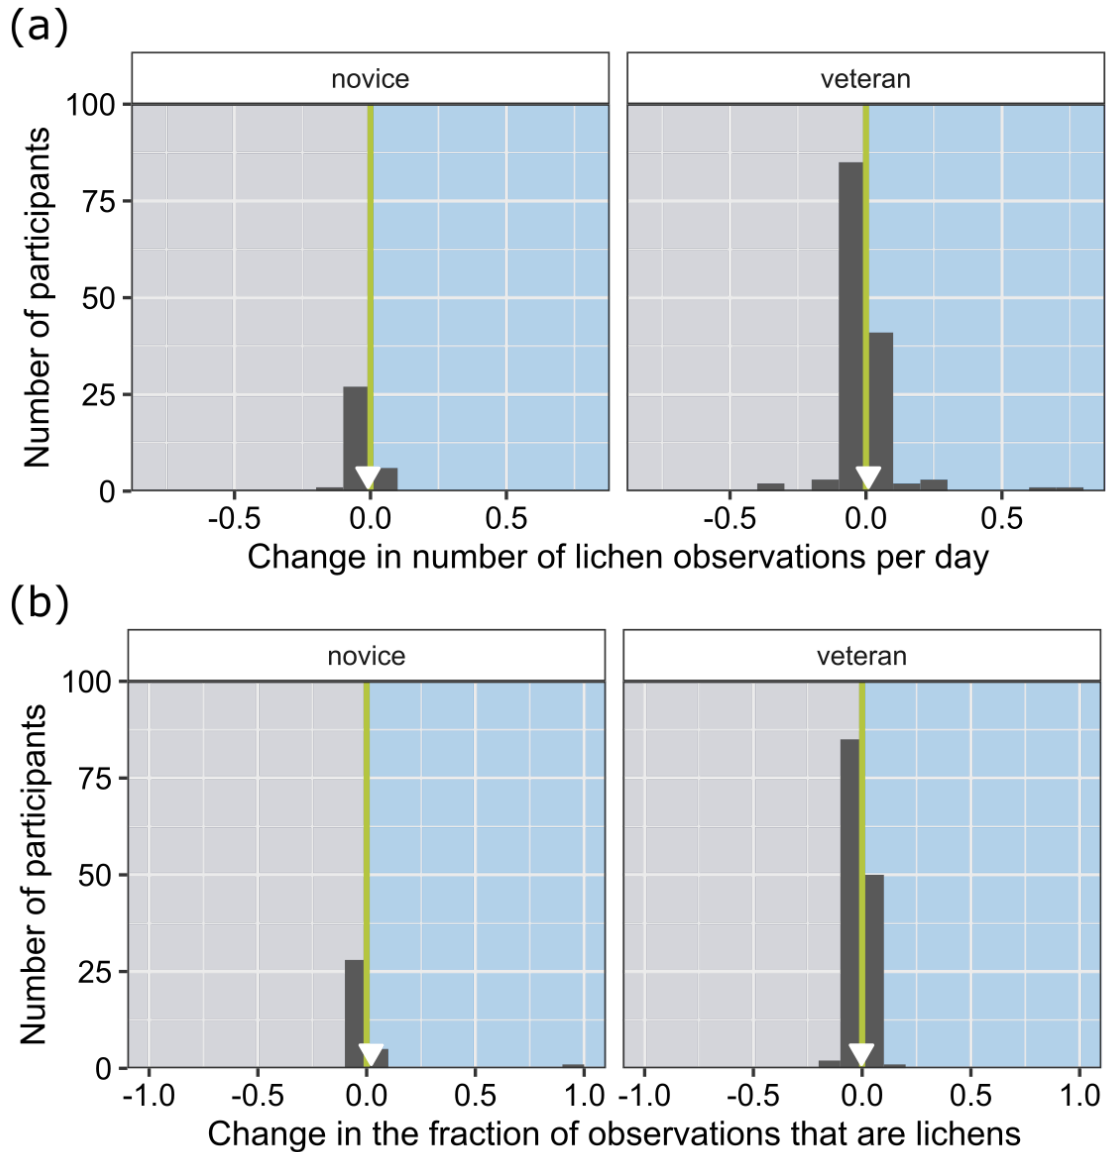 (a)
novice veteran
100
75
50
25
0
Number of participants
-0.5 0.0 0.5 -0.5 0.0 0.5
Change in number of lichen observations per day
(b)
novice veteran
100
75
50
25
0
Number of participants
-1.0 -0.5 0.0 0.5 1.0 -1.0 -0.5 0.0 0.5 1.0
Change in the fraction of observations that are lichens